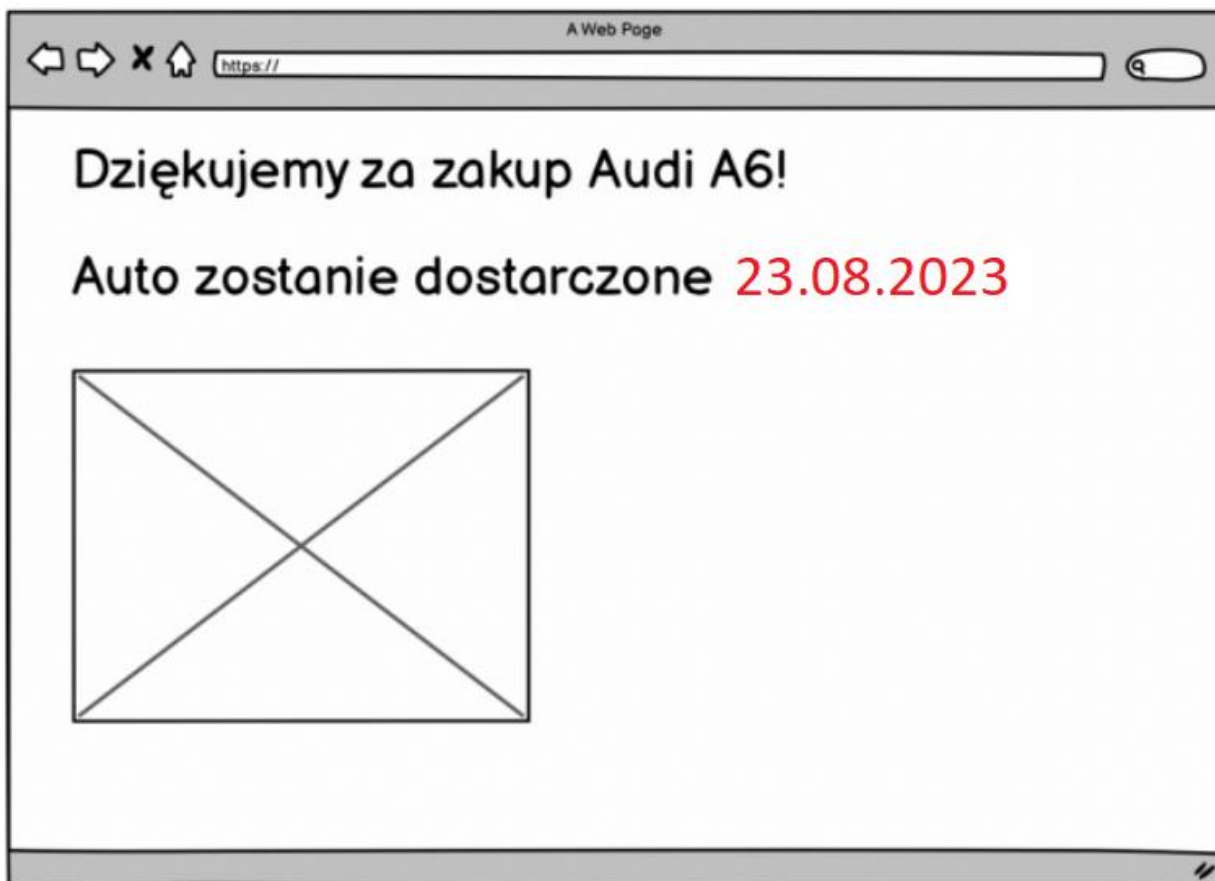 A Web Page
https://
Dziękujemy za zakup Audi A6!
Auto zostanie dostarczone 23.08.2023